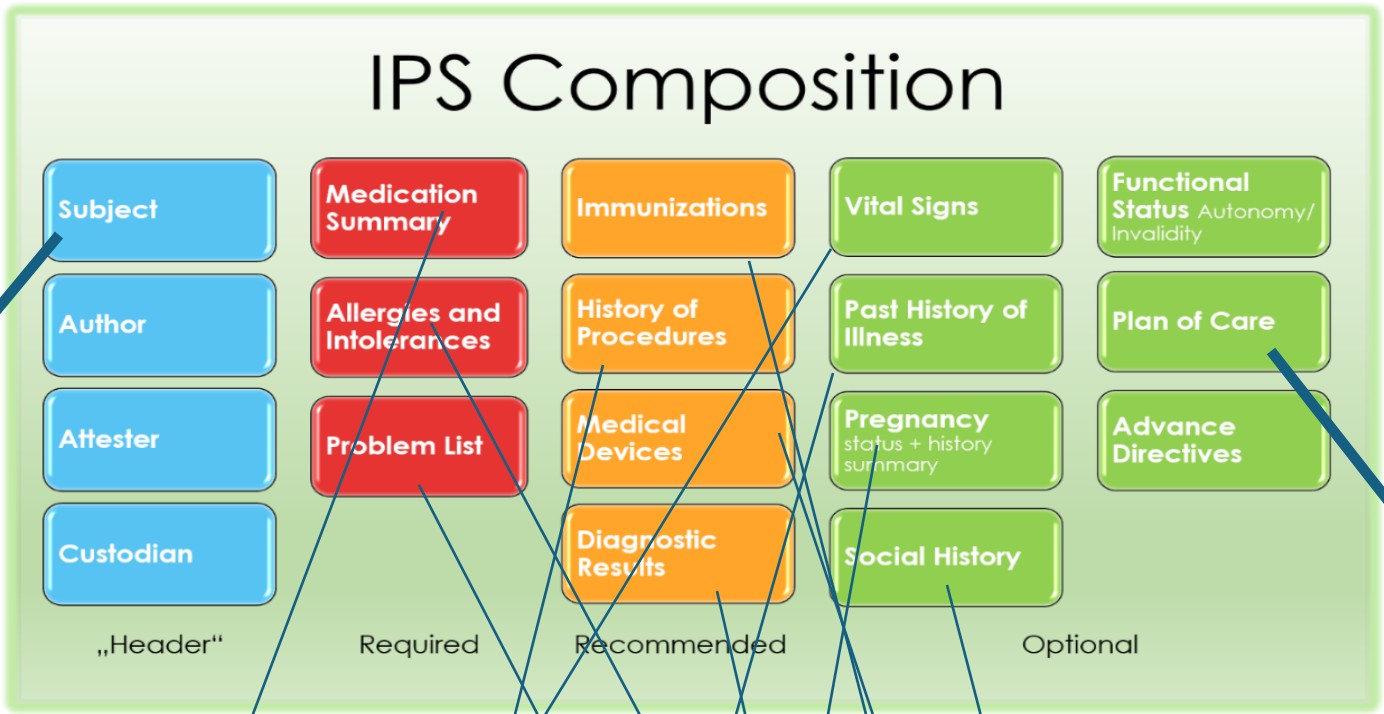 IPS Composition
Subject
Author
Attester
Custodian
„Header“
Medication
Summary
Allergies and
Intolerances
Problem List
Required
Immunizations
History of
Procedures
Medical
Devices
Diagnostic
Results
Recommended
Vital Signs
Past History of
Illness
Pregnancy
status + history
summary
Social History
Functional
Status Autonomy/
Invalidity
Plan of Care
Advance
Directives
Optional